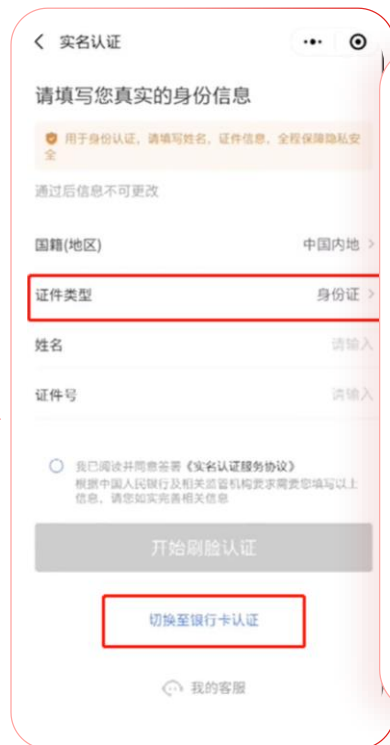 实名认证
请填写您真实的身份信息
用于身份认证，请填写姓名，证件信息，全程保障隐私安
全
通过后信息不可更改
国籍(地区) 中国内地
证件类型 身份证
姓名 请输入
证件号 请输入
我已阅读并同意签署《实名认证服务协议》
根据中国人民银行及相关监管机构要求需要您填写以上
信息，请您如实完善相关信息
开始刷脸认证
切换至银行卡认证
我的客服